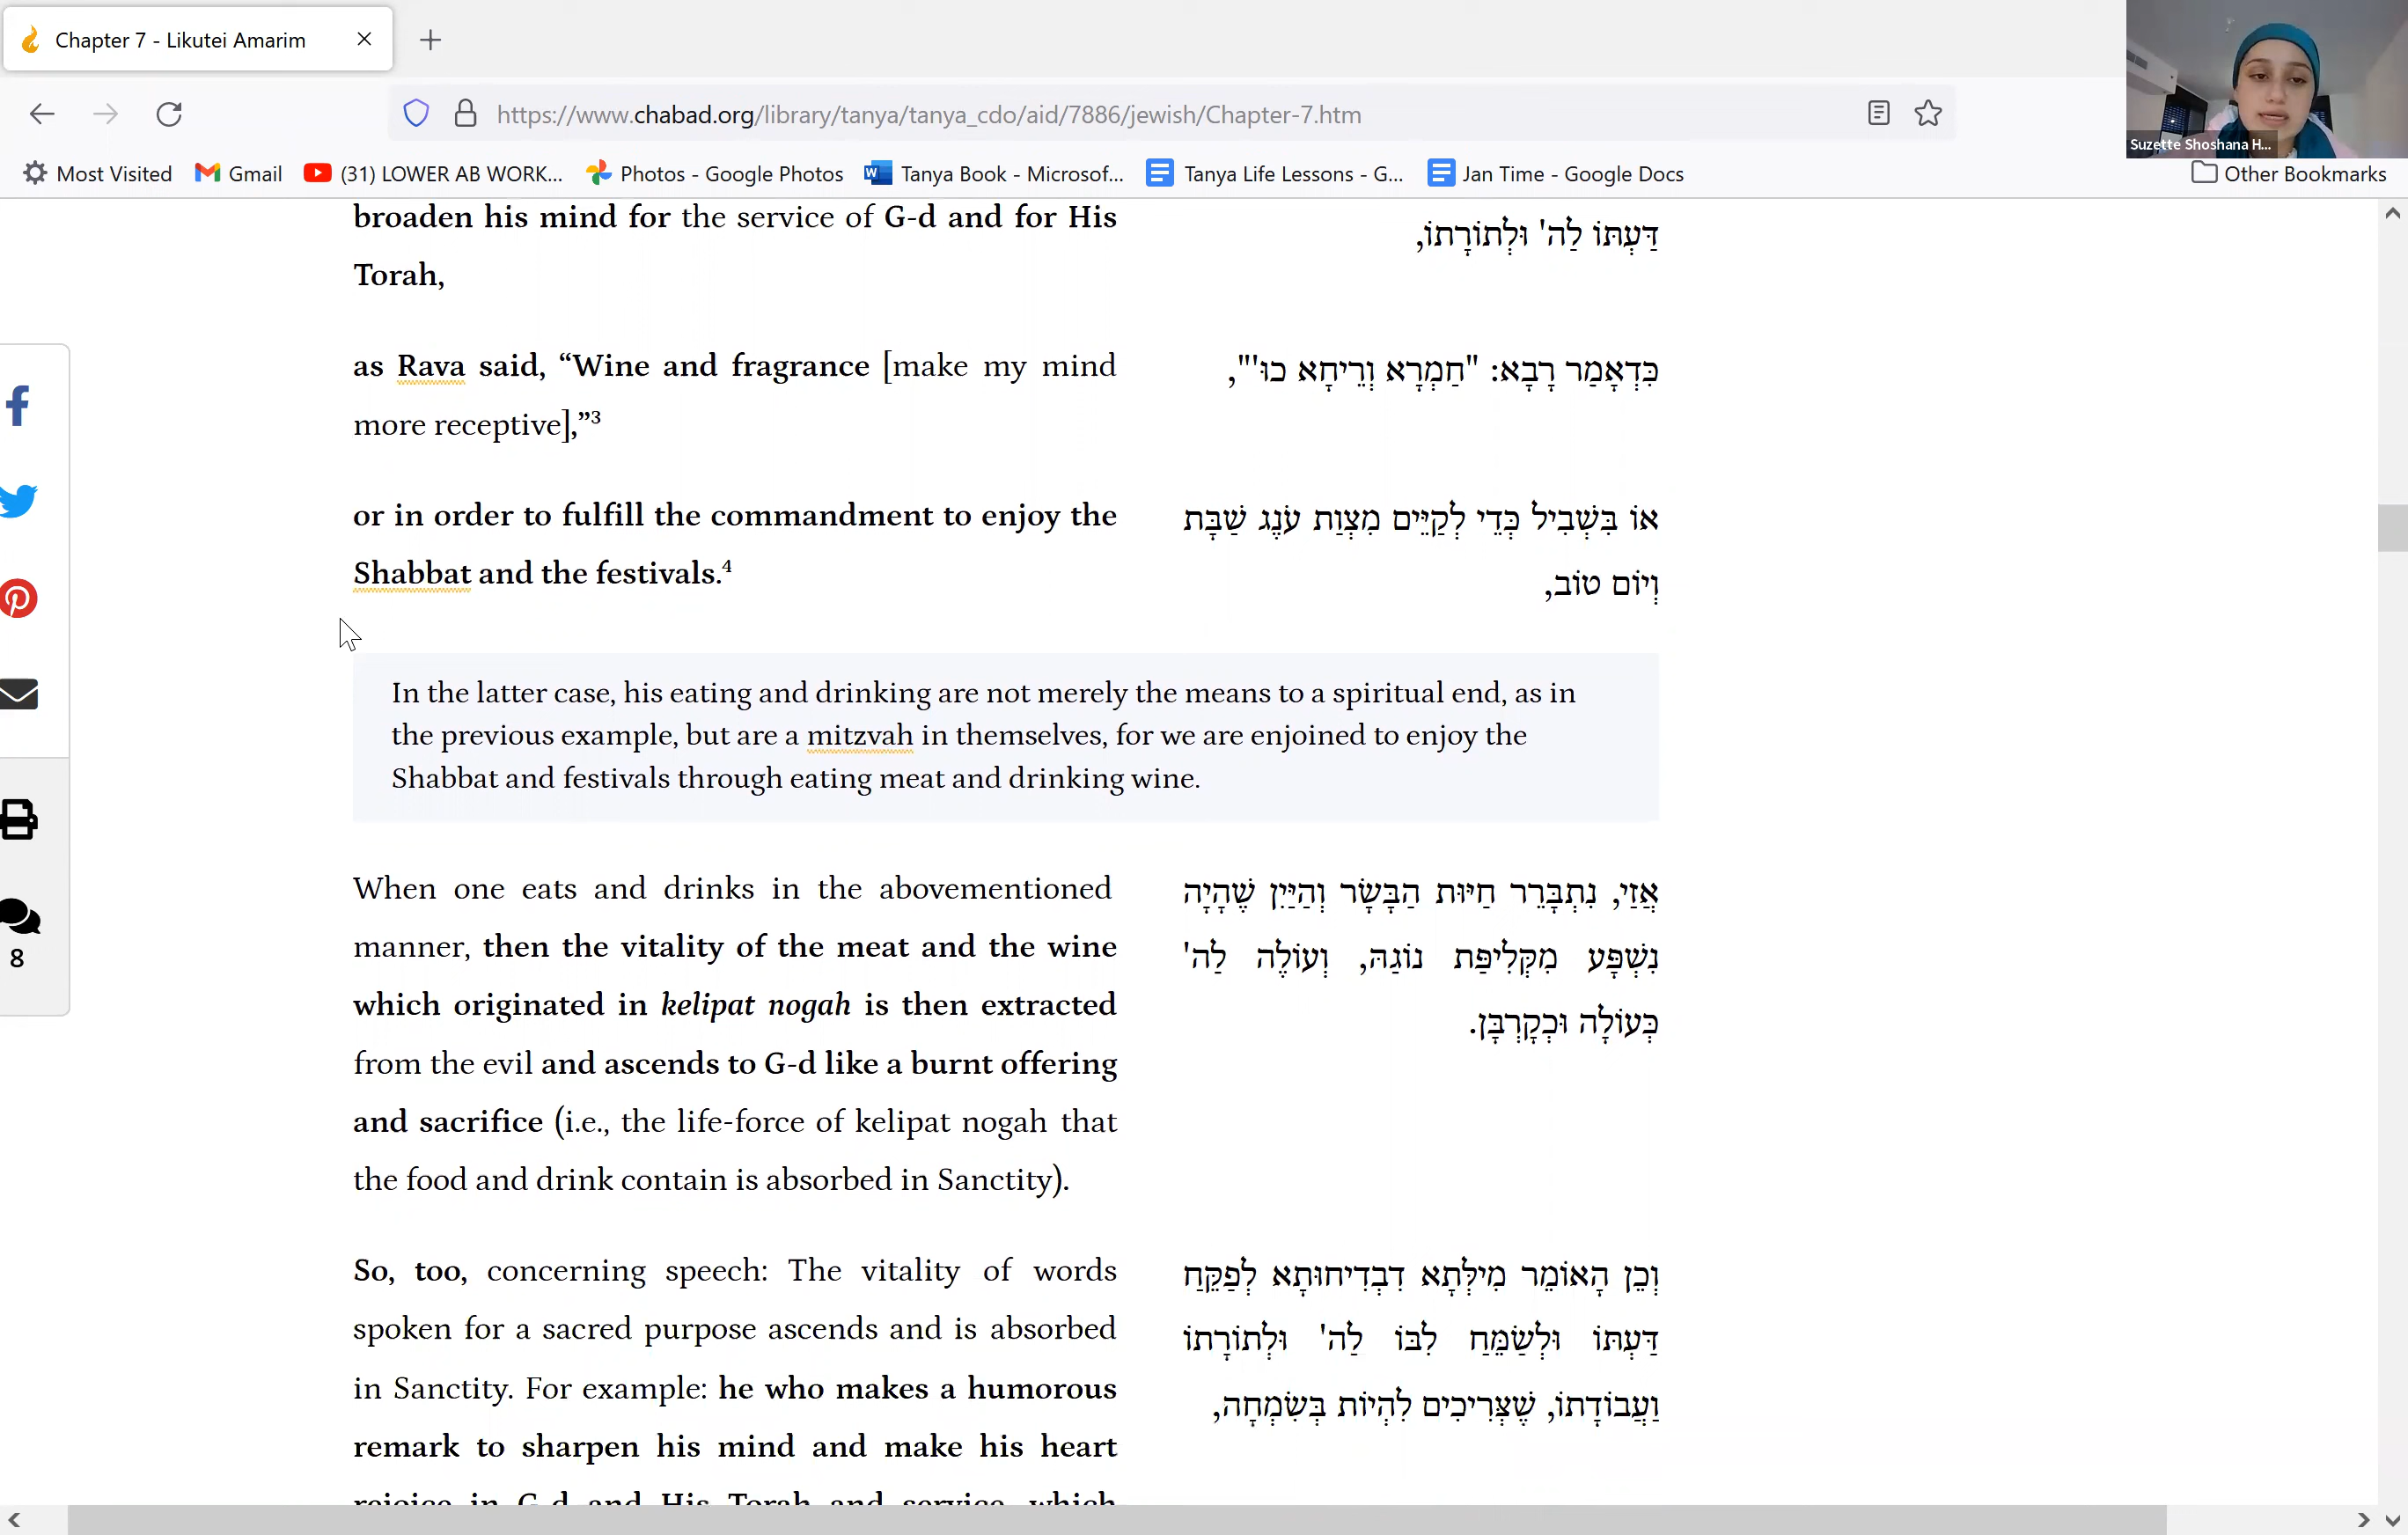 Chapter 7 - Likutei Amarim
https://www.chabad.org/library/tanya/tanya_cdo/aid/7886/jewish/Chapter-7.htm
Suzette Shoshana H...
Most Visited Gmail (31) LOWER AB WORK... Photos - Google Photos Tanya Book - Microsof... Tanya Life Lessons - G... Jan Time - Google Docs Other Bookmarks
broaden his mind for the service of G-d and for His
Torah,
דַּעְתּוֹ לַה' וּלְתוֹרָתוֹ,
as Rava said, “Wine and fragrance [make my mind
more receptive],”3
כִּדְאָמַר רָבָא: "חַמְרָא וְרֵיחָא כוּ'",
or in order to fulfill the commandment to enjoy the
Shabbat and the festivals.4
אוֹ בִּשְׁבִיל כְּדֵי לְקַיֵּים מִצְוַת עֹנֶג שַׁבָּת
וְיוֹם טוֹב,
In the latter case, his eating and drinking are not merely the means to a spiritual end, as in
the previous example, but are a mitzvah in themselves, for we are enjoined to enjoy the
Shabbat and festivals through eating meat and drinking wine.
When one eats and drinks in the abovementioned
manner, then the vitality of the meat and the wine
which originated in kelipat nogah is then extracted
from the evil and ascends to G-d like a burnt offering
and sacrifice (i.e., the life-force of kelipat nogah that
the food and drink contain is absorbed in Sanctity).
אֲזַי, נִתְבָּרֵר חַיּוּת הַבָּשָׂר וְהַיַּיִן שֶׁהָיָה
נִשְׁפָּע מִקְּלִיפַּת נוֹגַהּ, וְעוֹלֶה לַה'
כְּעוֹלָה וּכְקָרְבָּן.
So, too, concerning speech: The vitality of words
spoken for a sacred purpose ascends and is absorbed
in Sanctity. For example: he who makes a humorous
remark to sharpen his mind and make his heart
rejoice in G-d and His Torah and service, which
וְכֵן הָאוֹמֵר מִילְּתָא דִבְדִיחוּתָא לְפַקֵּחַ
דַּעְתּוֹ וּלְשַׂמֵּחַ לִבּוֹ לַה' וּלְתוֹרָתוֹ
וַעֲבוֹדָתוֹ, שֶׁצְּרִיכִים לִהְיוֹת בְּשִׂמְחָה,
8